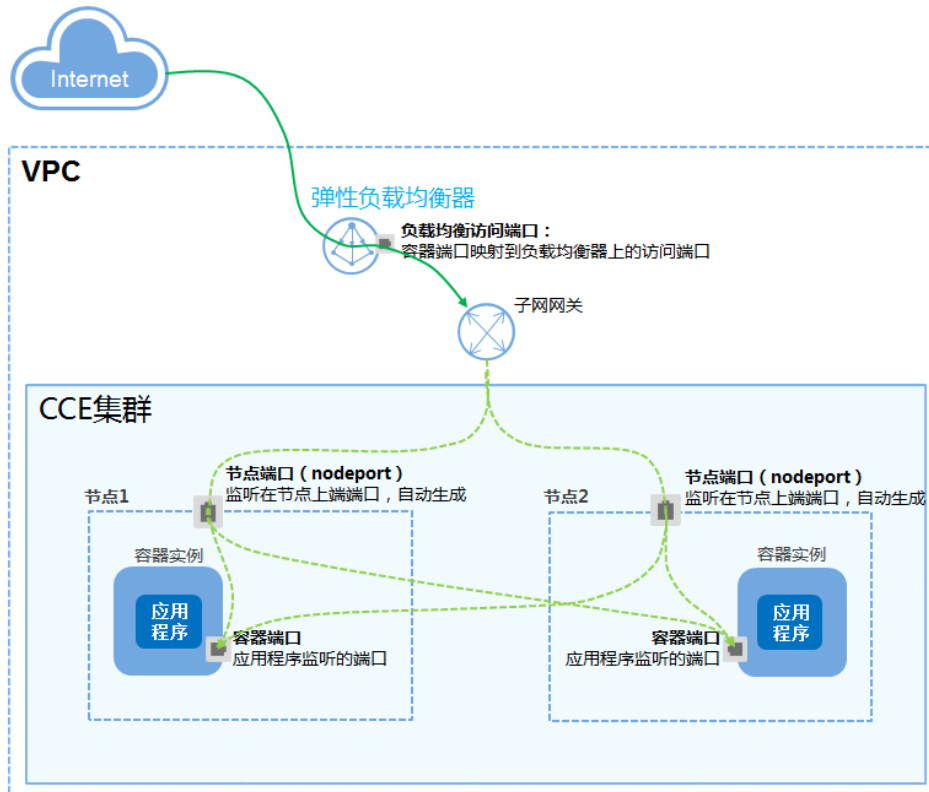 Internet
VPC
弹性负载均衡器
负载均衡访问端口：
容器端口映射到负载均衡器上的访问端口
子网网关
CCE集群
节点端口（nodeport）
监听在节点上端端口，自动生成
节点1
容器实例
应用
程序
容器端口
应用程序监听的端口
节点端口（nodeport）
监听在节点上端端口，自动生成
节点2
容器实例
应用
程序
容器端口
应用程序监听的端口